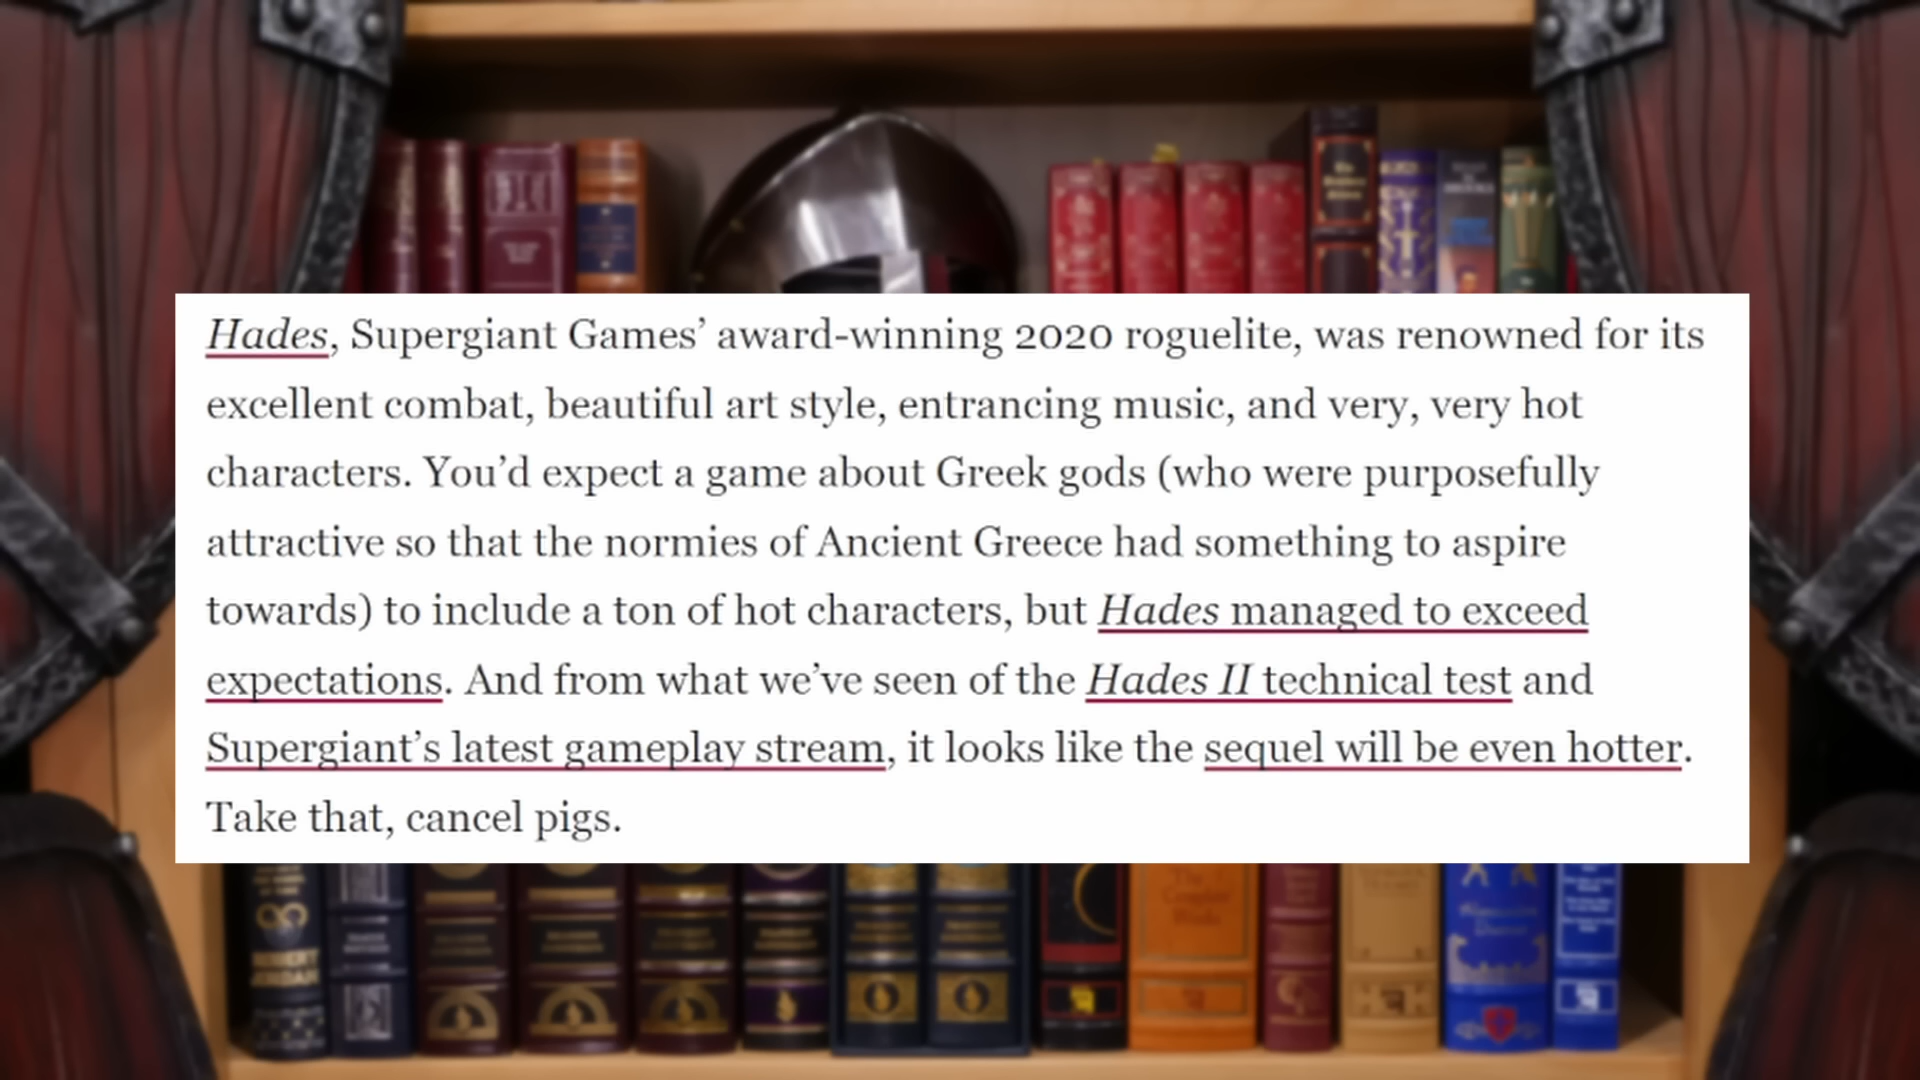 Hades, Supergiant Games’ award-winning 2020 roguelite, was renowned for its
excellent combat, beautiful art style, entrancing music, and very, very hot
characters. You’d expect a game about Greek gods (who were purposefully
attractive so that the normies of Ancient Greece had something to aspire
towards) to include a ton of hot characters, but Hades managed to exceed
expectations. And from what we’ve seen of the Hades II technical test and
Supergiant’s latest gameplay stream, it looks like the sequel will be even hotter.
Take that, cancel pigs.
ROBERT
JORDAN